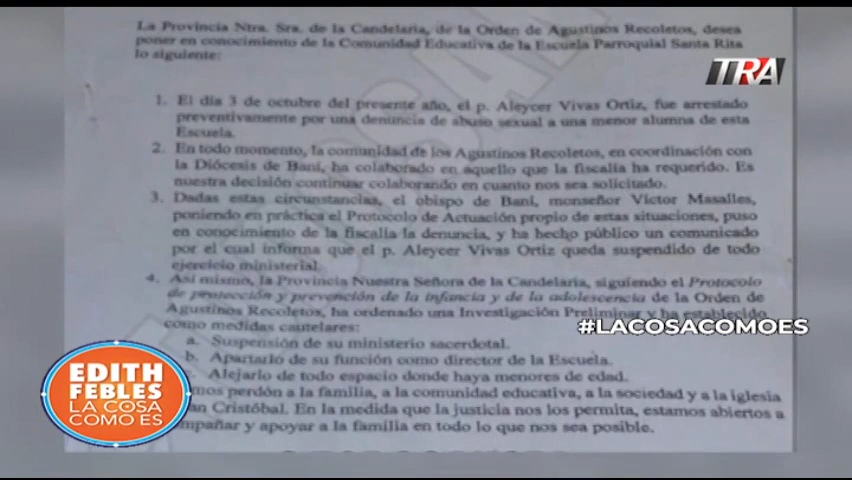 La Provincia Ntra. Sra. de la Candelaria, de la Orden de Agustinos Recoletos, desea
poner en conocimiento de la Comunidad Educativa de la Escuela Parroquial Santa Rita
lo siguiente:
TRA
1. El día 3 de octubre del presente año, el p. Aleycer Vivas Ortiz, fue arrestado
preventivamente por una denuncia de abuso sexual a una menor alumna de esta
Escuela.
2. En todo momento, la comunidad de los Agustinos Recoletos, en coordinación con
la Diócesis de Baní, ha colaborado en aquello que la fiscalía ha requerido. Es
nuestra decisión continuar colaborando en cuanto nos sea solicitado.
3. Dadas estas circunstancias, el obispo de Baní, monseñor Víctor Masalles,
poniendo en práctica el Protocolo de Actuación propio de estas situaciones, puso
en conocimiento de la fiscalía la denuncia, y ha hecho público un comunicado
por el cual informa que el p. Aleycer Vivas Ortiz queda suspendido de todo
ejercicio ministerial.
4. Así mismo, la Provincia Nuestra Señora de la Candelaria, siguiendo el Protocolo
de protección y prevención de la infancia y de la adolescencia de la Orden de
Agustinos Recoletos, ha ordenado una Investigación Preliminar y ha establecido
como medidas cautelares:
#LACOSACOMOES
a. Suspensión de su ministerio sacerdotal.
b. Apartarlo de su función como director de la Escuela.
c. Alejarlo de todo espacio donde haya menores de edad.
mos perdón a la familia, a la comunidad educativa, a la sociedad y a la iglesia
an Cristóbal. En la medida que la justicia nos los permita, estamos abiertos a
mpañar y apoyar a la familia en todo lo que nos sea posible.
EDITH
FEBLES
LA COSA
COMO ES